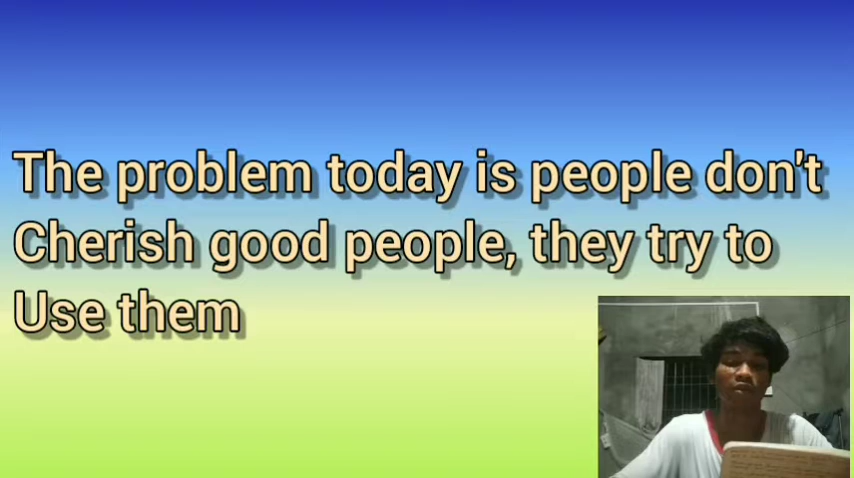 The problem today is people don't
Cherish good people, they try to
Use them